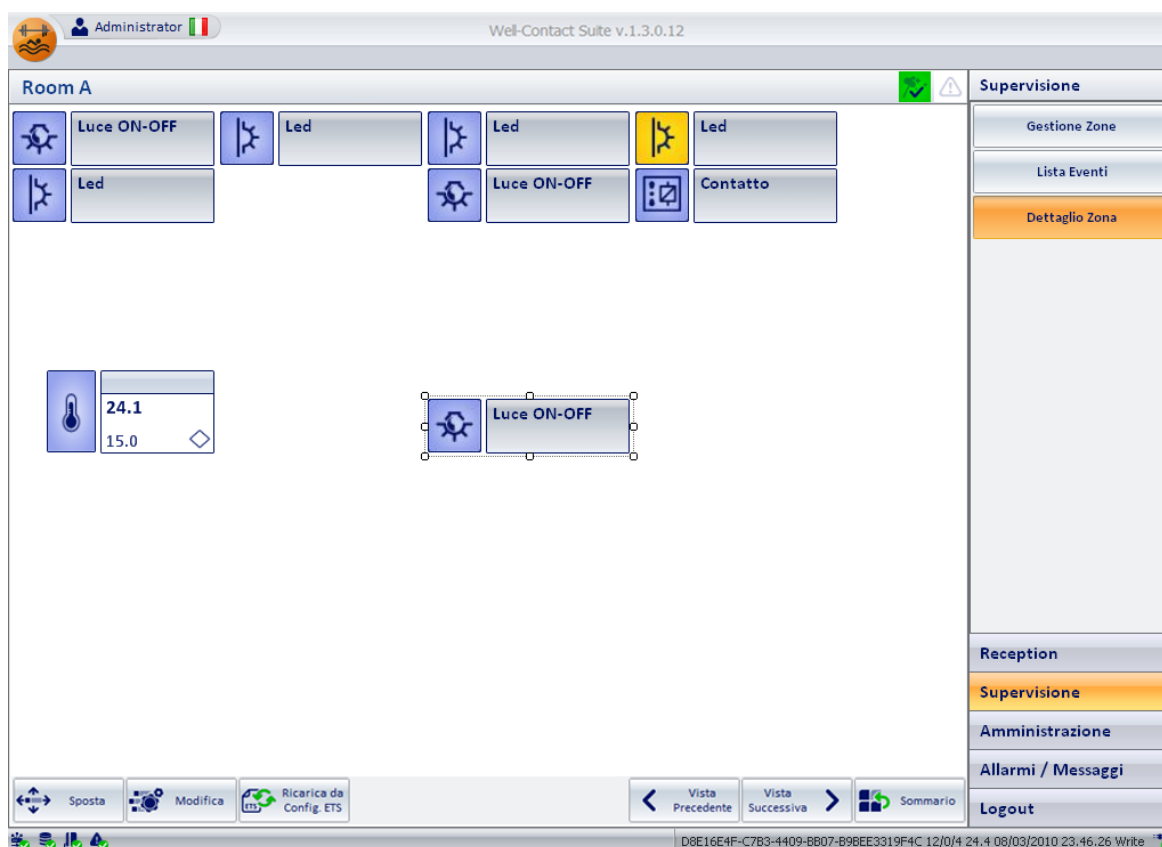 Administrator
Well-Contact Suite v.1.3.0.12
Room A
Supervisione
Luce ON-OFF
Led
Led
Led
Gestione Zone
Led
Luce ON-OFF
Contatto
Lista Eventi
Dettaglio Zona
24.1
15.0
Luce ON-OFF
Reception
Supervisione
Amministrazione
Allarmi / Messaggi
Logout
Sposta
Modifica
Ricarica da
Config. ETS
ETS
Vista
Precedente
Vista
Successiva
Sommario
D8E16E4F-C7B3-4409-BB07-B9BEE3319F4C 12/0/4 24.4 08/03/2010 23.46.26 Write